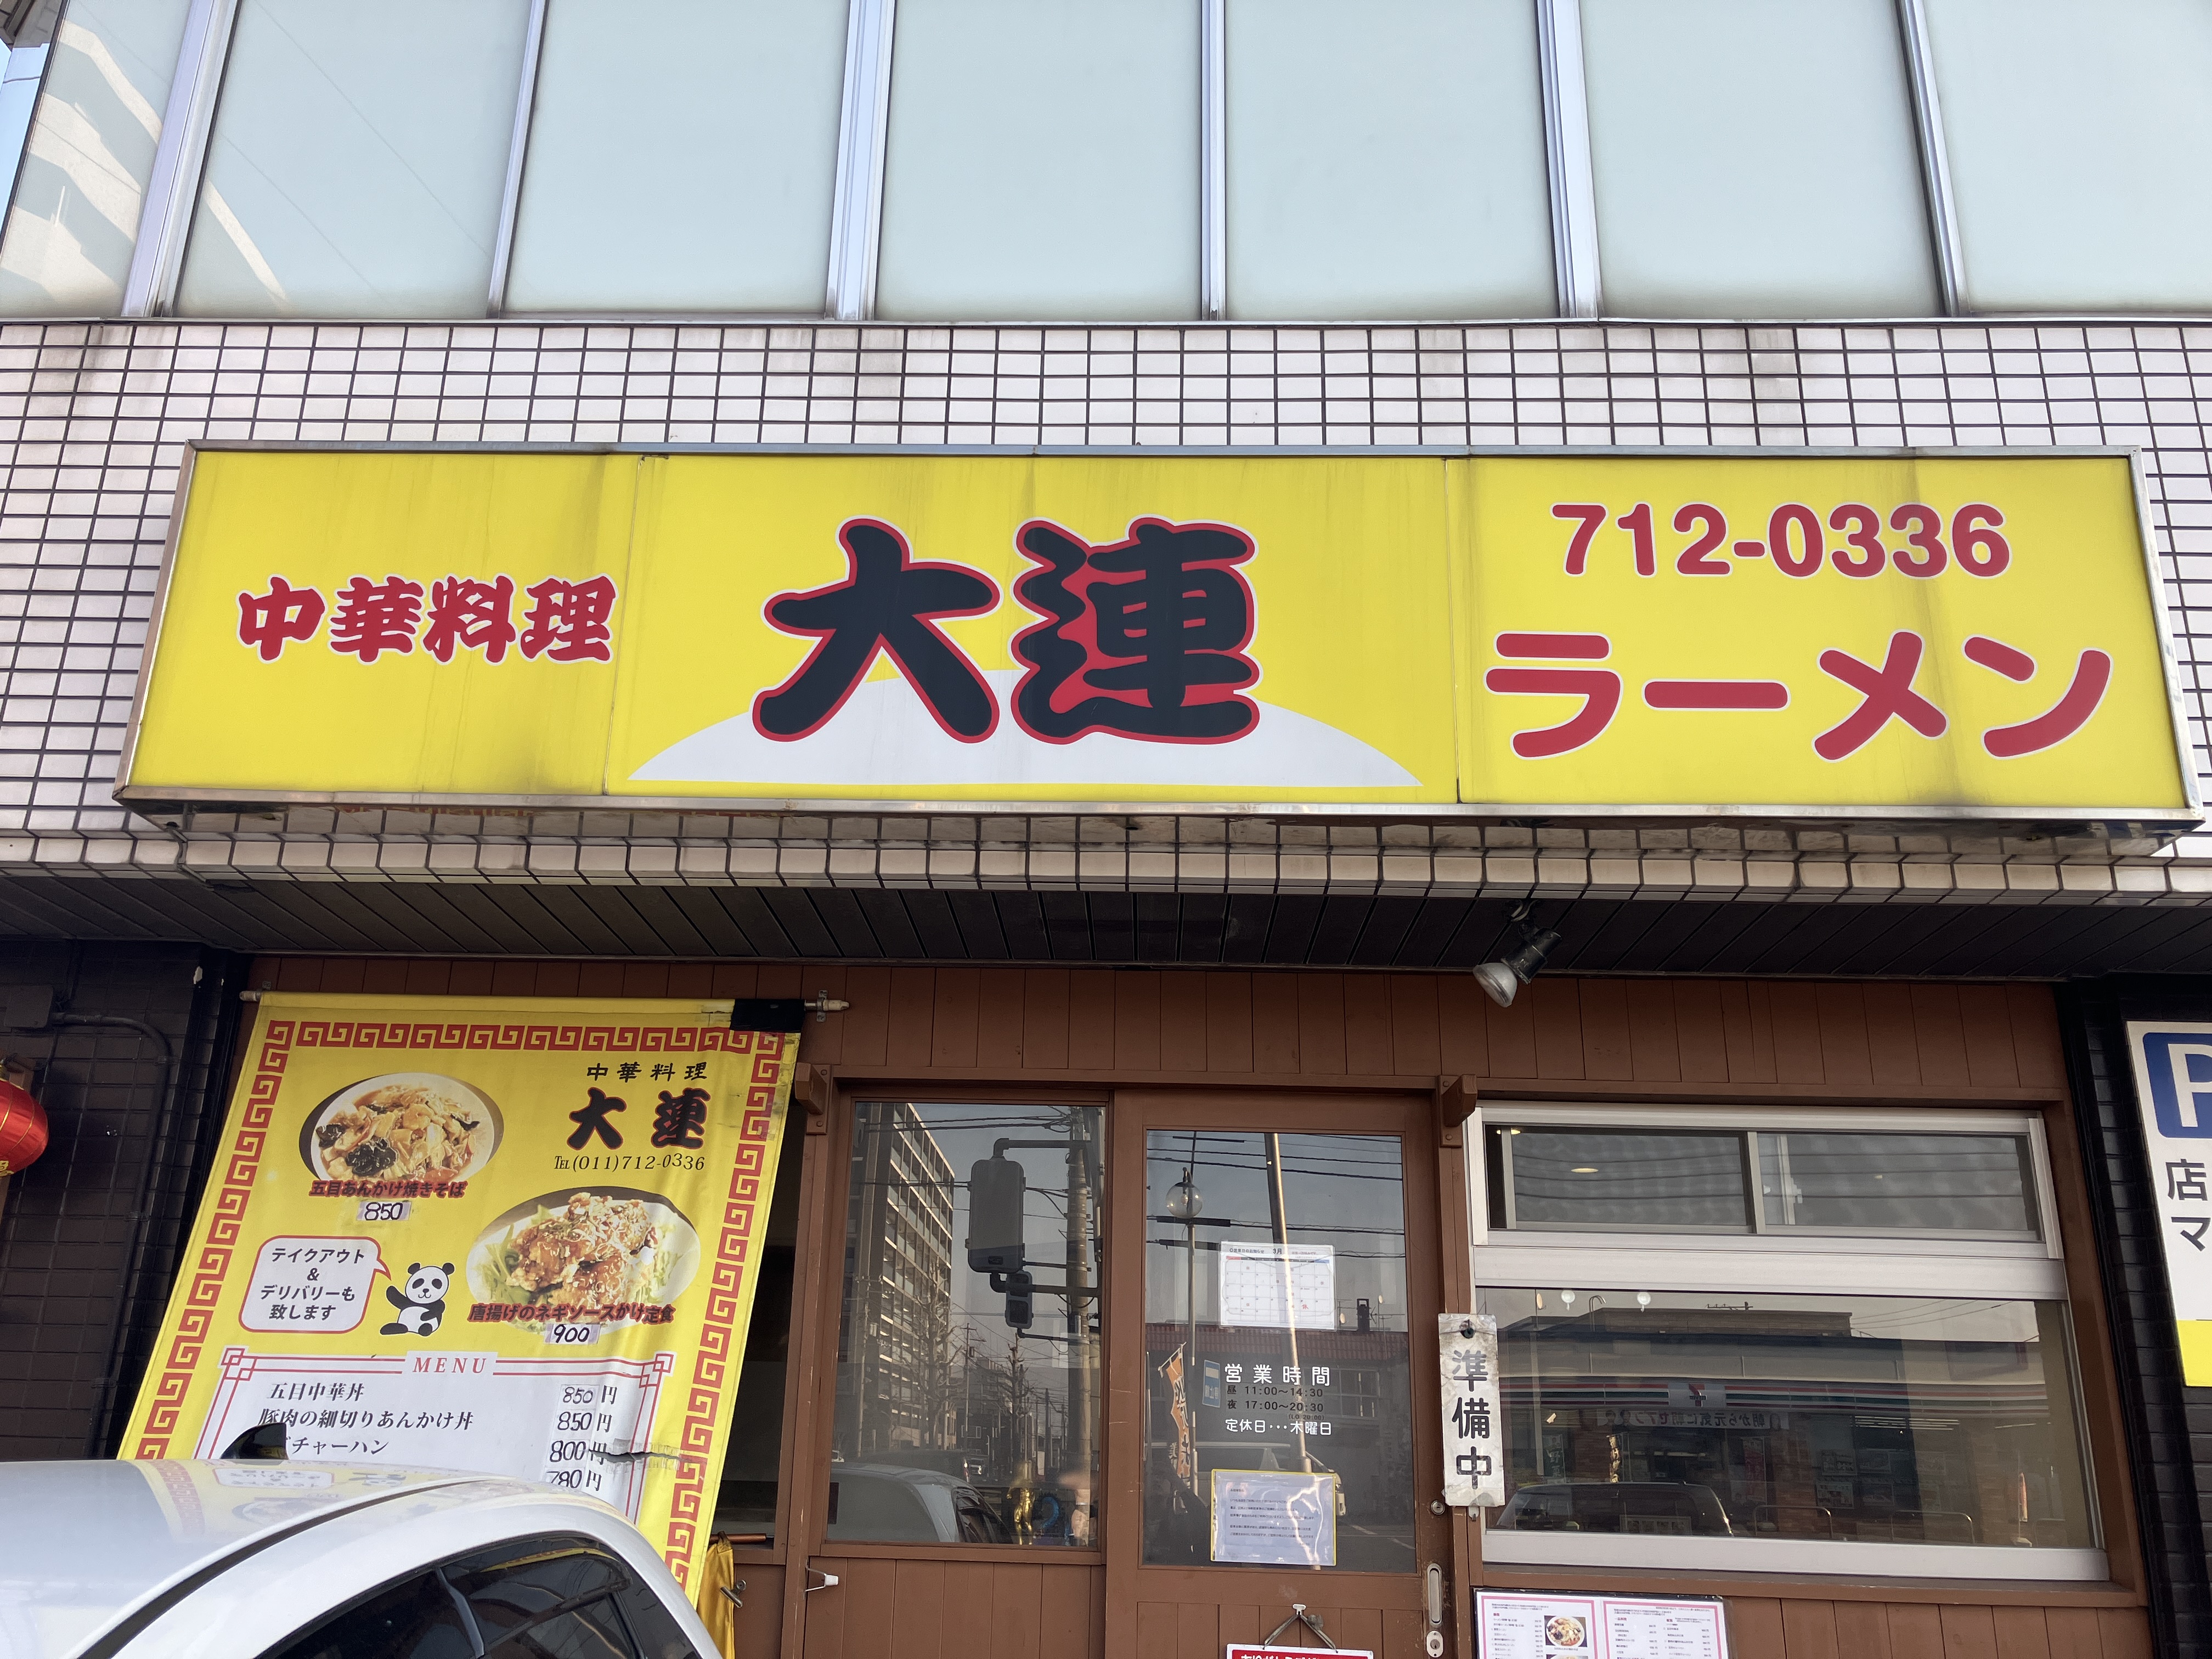 中華料理
大連
712-0336
ラーメン
中華料理
大連
TEL(011)712-0336
五目あんかけ焼きそば
850
テイクアウト
&
デリバリーも
致します
唐揚げのネギソースかけ定食
900
MENU
五目中華丼 850円
豚肉の細切りあんかけ丼 850円
チャーハン 800円
780円
3月
営業時間
昼 11:00～14:30
夜 17:00～20:30
定休日･･･木曜日
準備中
P
店
マ